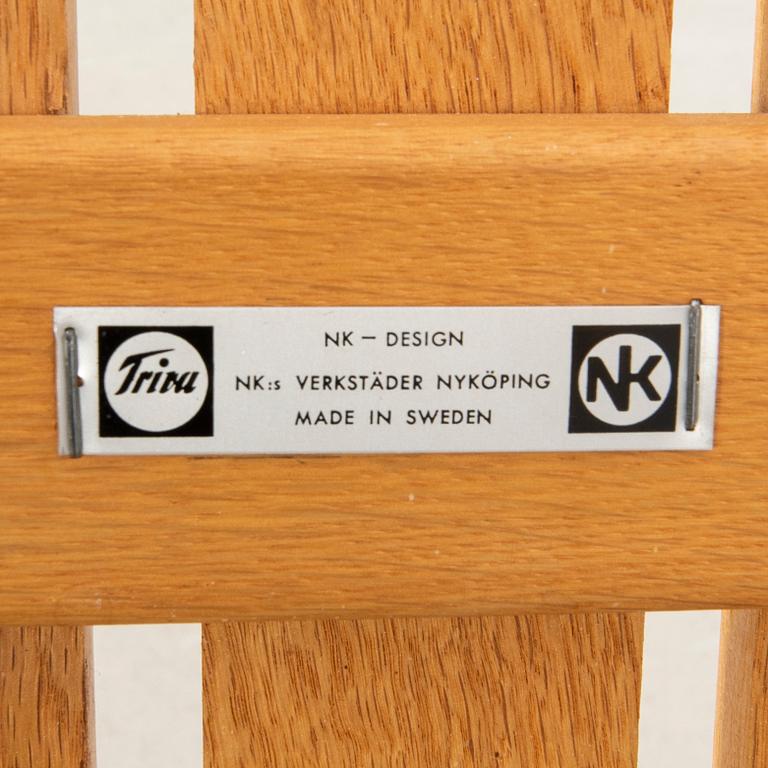 Triva
NK – DESIGN
NK:s VERKSTÄDER NYKÖPING
MADE IN SWEDEN
NK